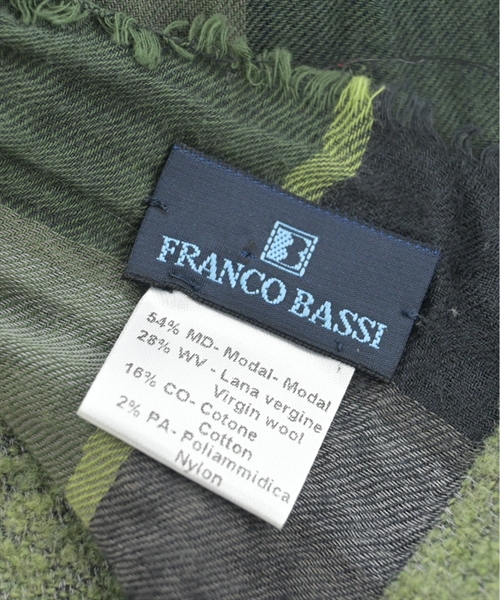 FRANCO BASSI
54% MD- Modal- Modal
28% WV - Lana vergine
Virgin wool
16% CO- Cotone
Cotton
2% PA- Poliammidica
Nylon